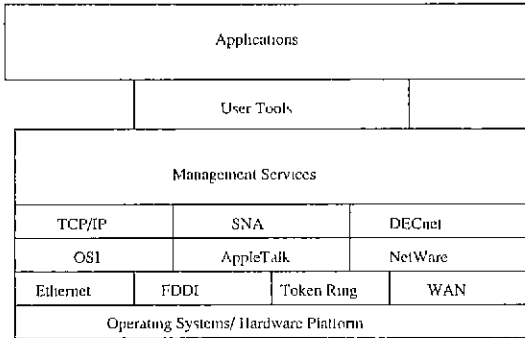 Applications
User Tools
Management Services
TCP/IP SNA DECnet
OSI AppleTalk NetWare
Ethernet FDDI Token Ring WAN
Operating Systems/ Hardware Platform